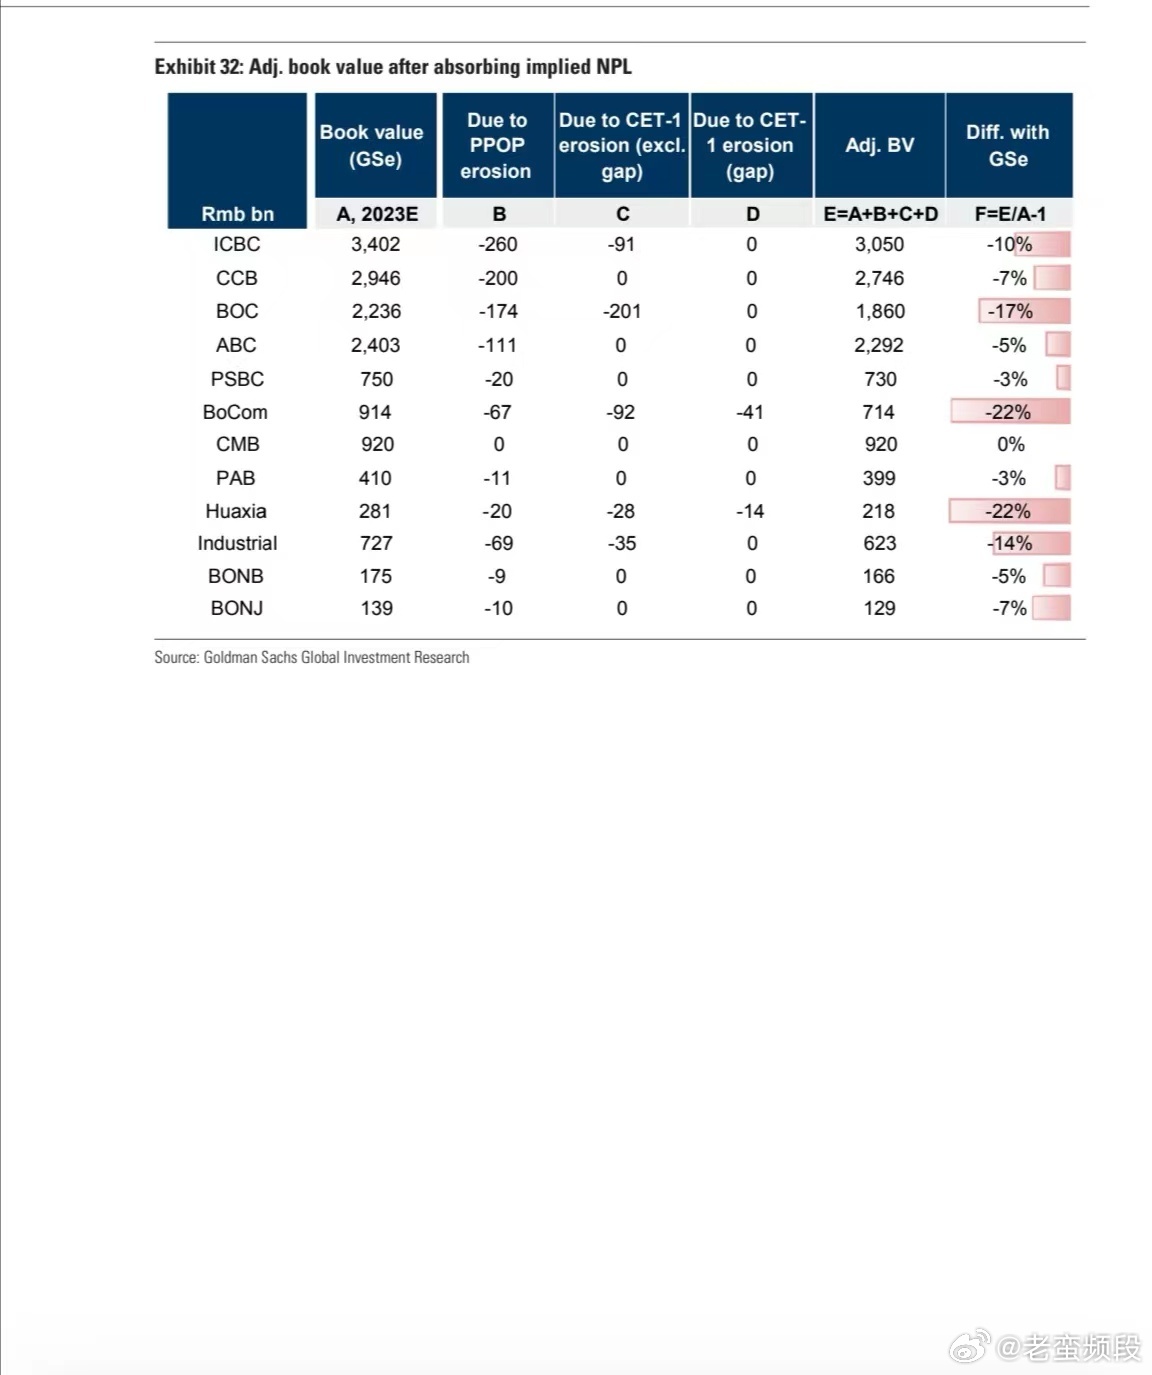 Exhibit 32: Adj. book value after absorbing implied NPL
Rmb bn | Book value (GSe) | Due to PPOP erosion | Due to CET-1 erosion (excl. gap) | Due to CET-1 erosion (gap) | Adj. BV | Diff. with GSe
A, 2023E | B | C | D | E=A+B+C+D | F=E/A-1
ICBC 3,402 -260 -91 0 3,050 -10%
CCB 2,946 -200 0 0 2,746 -7%
BOC 2,236 -174 -201 0 1,860 -17%
ABC 2,403 -111 0 0 2,292 -5%
PSBC 750 -20 0 0 730 -3%
BoCom 914 -67 -92 -41 714 -22%
CMB 920 0 0 0 920 0%
PAB 410 -11 0 0 399 -3%
Huaxia 281 -20 -28 -14 218 -22%
Industrial 727 -69 -35 0 623 -14%
BONB 175 -9 0 0 166 -5%
BONJ 139 -10 0 0 129 -7%
Source: Goldman Sachs Global Investment Research
@老蛮频段